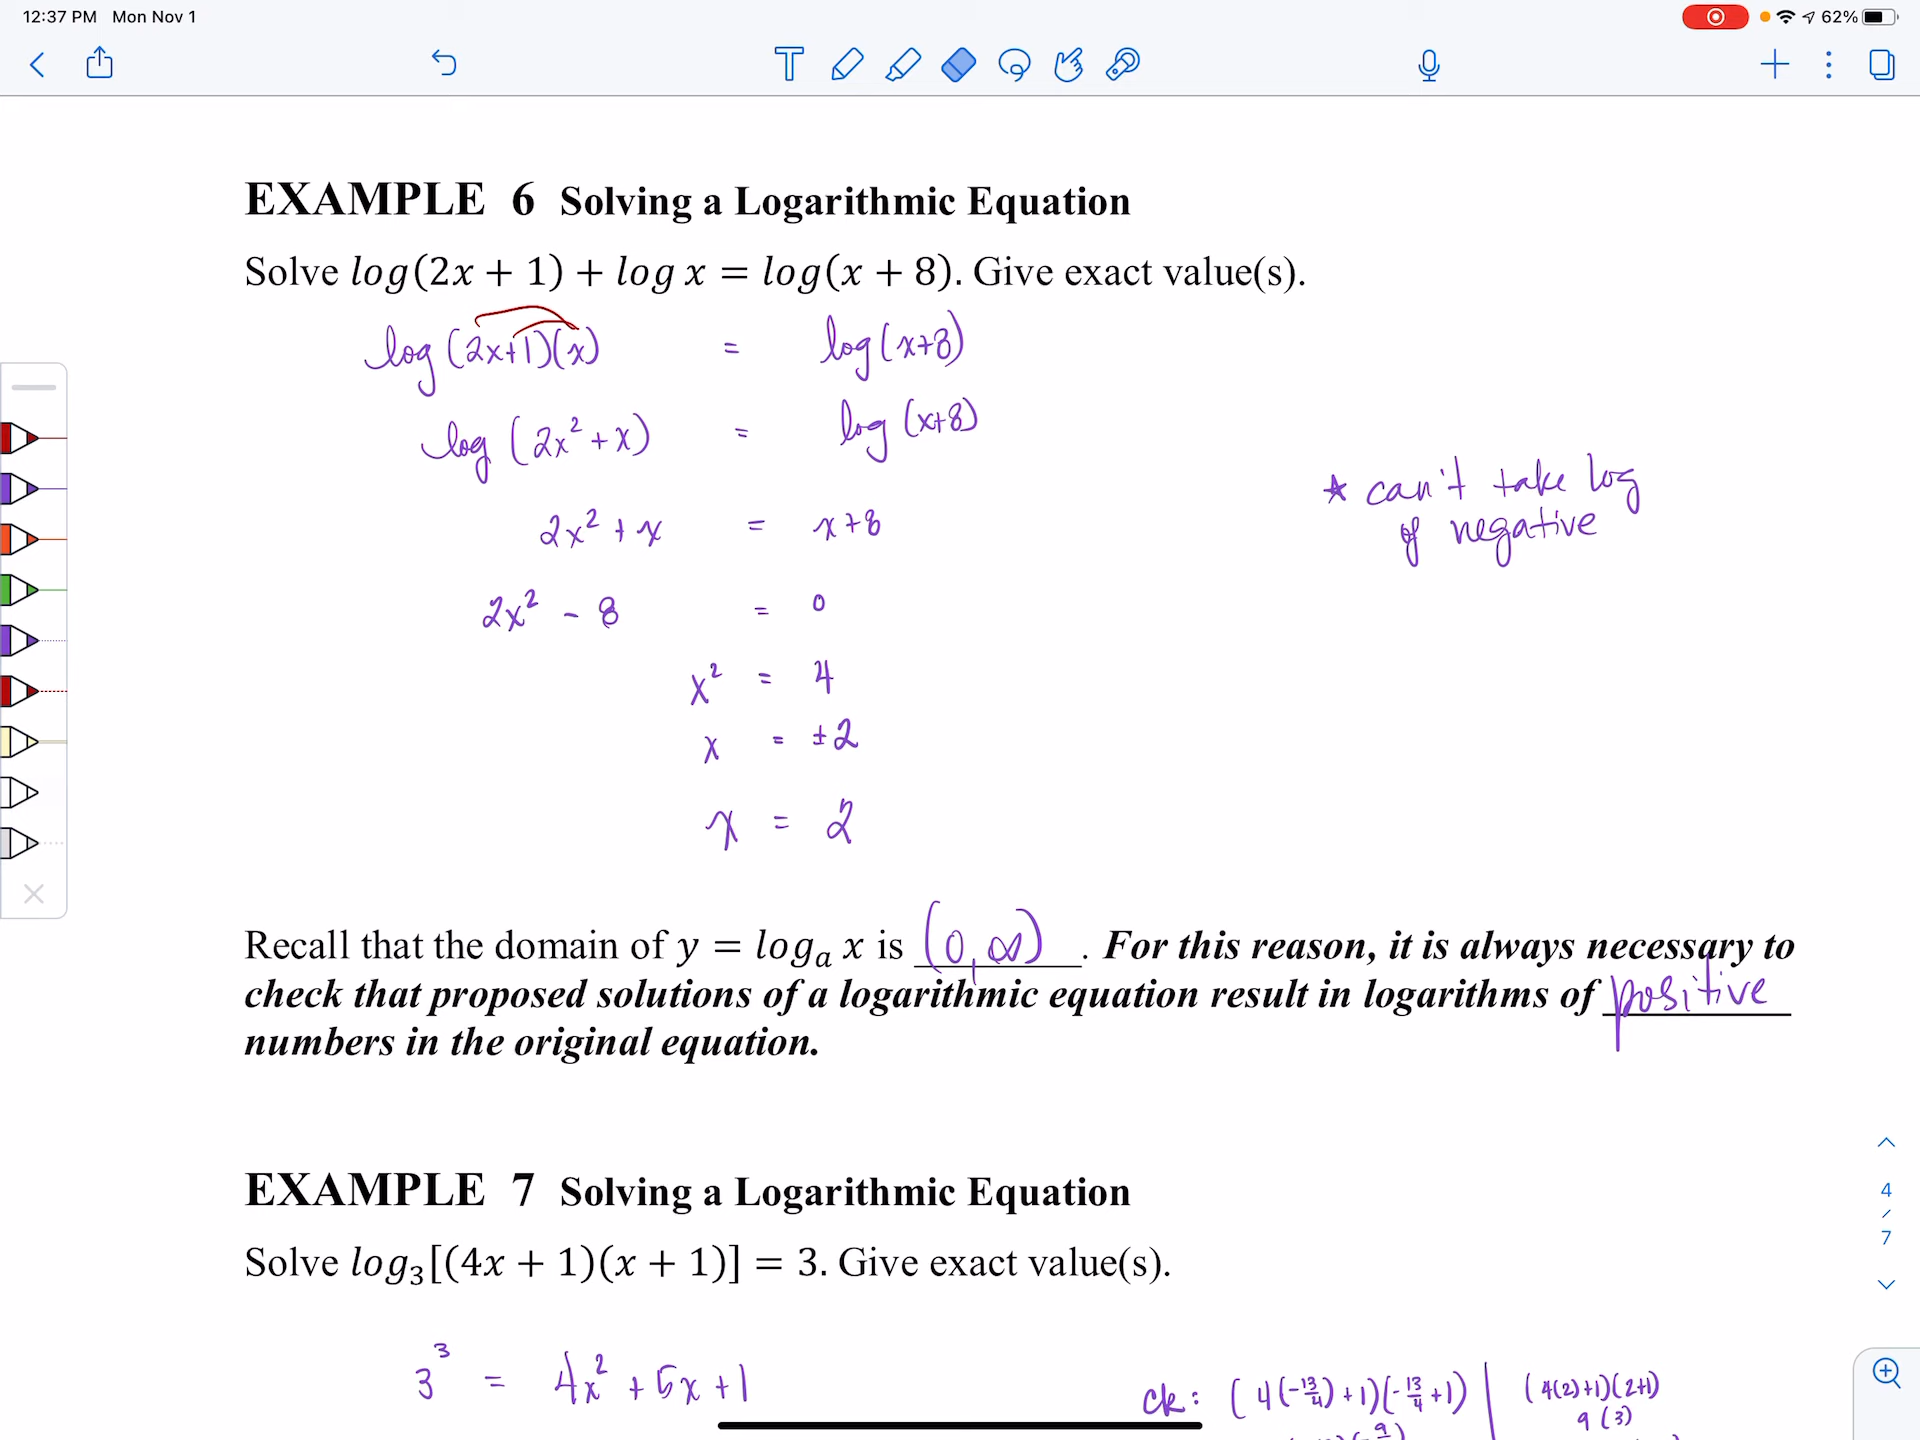 12:37 PM Mon Nov 1
62%
EXAMPLE 6 Solving a Logarithmic Equation
Solve log(2x + 1) + log x = log(x + 8). Give exact value(s).
log (2x+1)(x) = log (x+8)
log (2x² + x) = log (x+8)
* can't take log
of negative
2x² + x = x+8
2x² - 8 = 0
x² = 4
x = ±2
x = 2
Recall that the domain of y = logₐ x is (0, ∞). For this reason, it is always necessary to
check that proposed solutions of a logarithmic equation result in logarithms of positive
numbers in the original equation.
4
/
7
EXAMPLE 7 Solving a Logarithmic Equation
Solve log₃[(4x + 1)(x + 1)] = 3. Give exact value(s).
3³ = 4x² + 5x + 1
ck: (4(-13/4) + 1)(-13/4 + 1) | (4(2)+1)(2+1)
9(3)